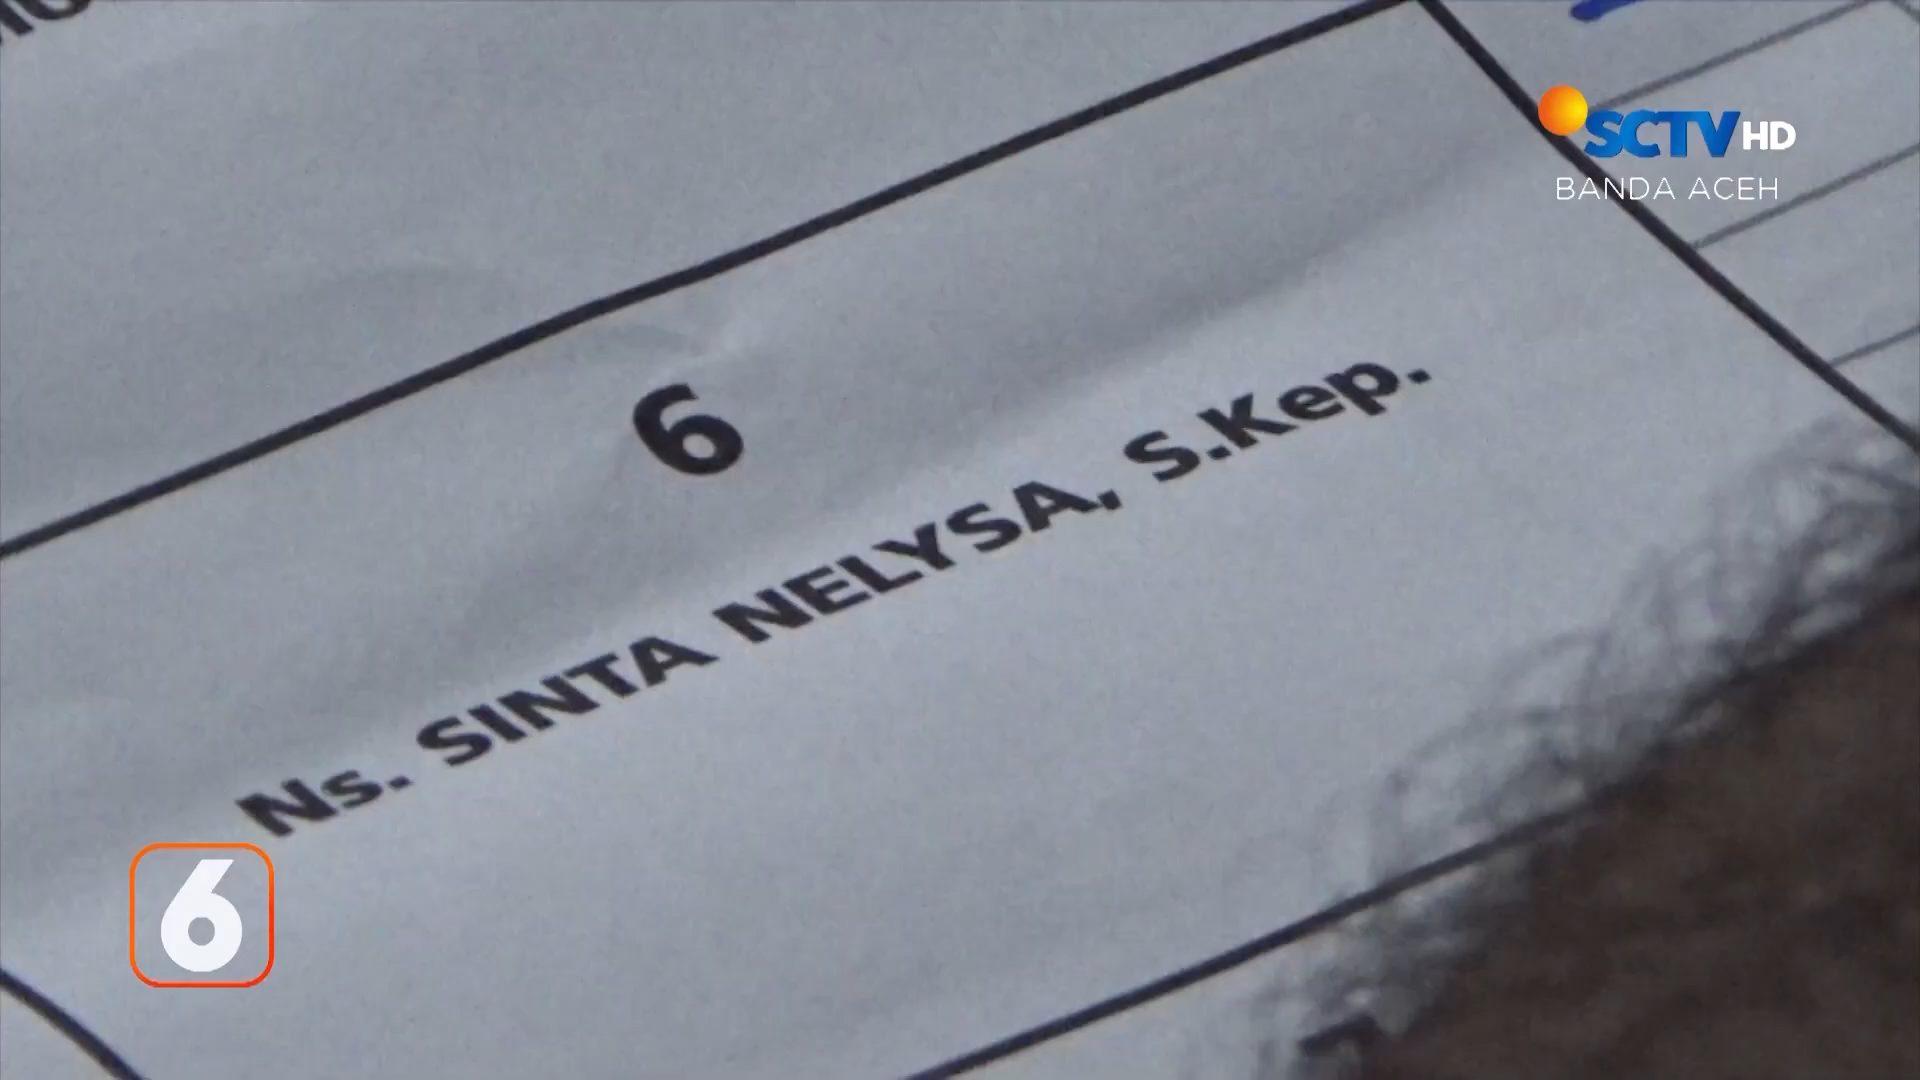 SCTV HD
BANDA ACEH
6
Ns. SINTA NELYSA, S.Kep.
6